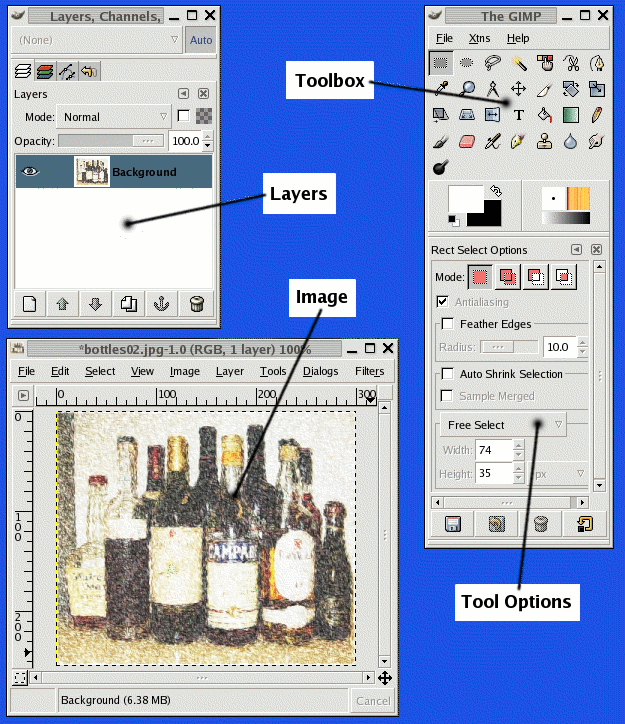 Layers, Channels,
(None)
Auto
Layers
Mode:
Normal
Opacity:
100.0
Background
Toolbox
Layers
Image
Tool Options
The GIMP
File Xtns Help
T
Rect Select Options
Mode:
Antialiasing
Feather Edges
Radius:
10.0
Auto Shrink Selection
Sample Merged
Free Select
Width:
74
Height:
35
px
*bottles02.jpg-1.0 (RGB, 1 layer) 100%
File Edit Select View Image Layer Tools Dialogs Filters
0 100 200 300
0
100
200
CAMPARI
Background (6.38 MB)
Cancel